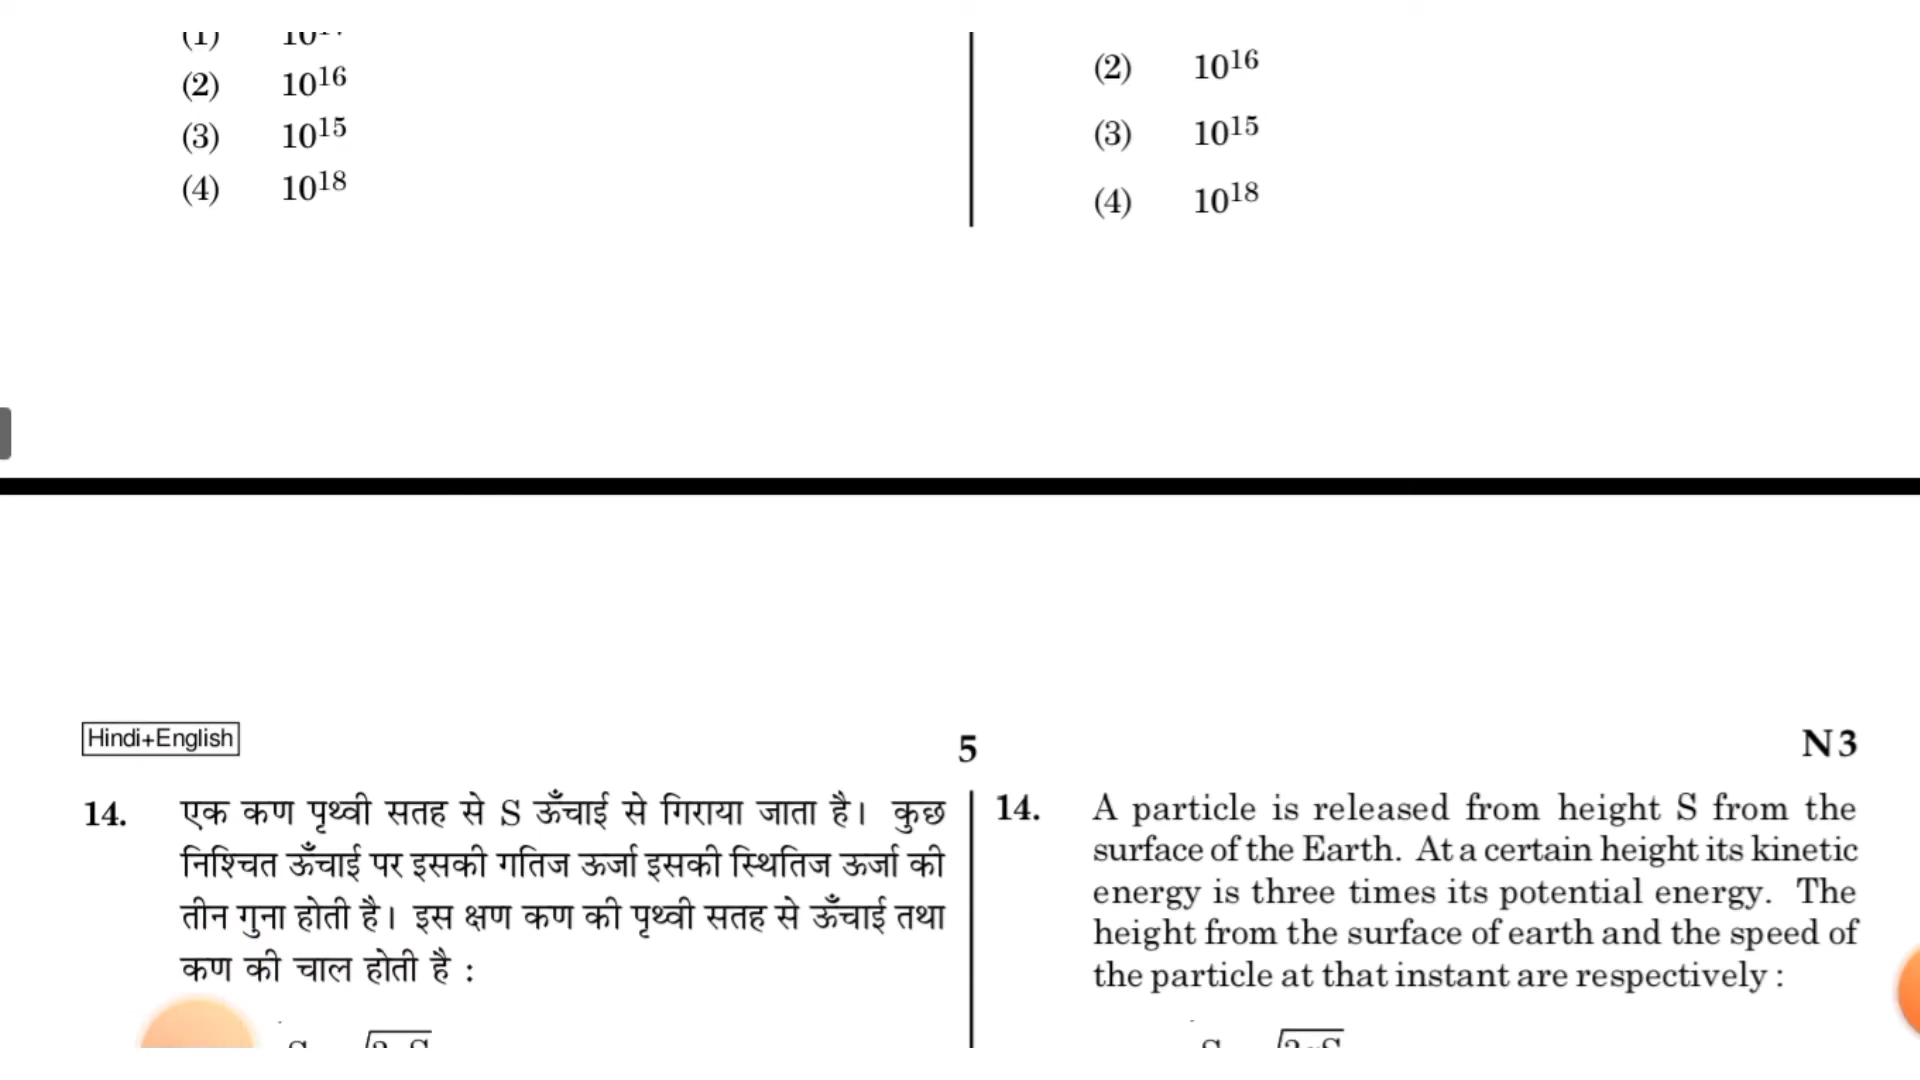 (2) 10¹⁶
(3) 10¹⁵
(4) 10¹⁸
(2) 10¹⁶
(3) 10¹⁵
(4) 10¹⁸
Hindi+English
5
N3
14. एक कण पृथ्वी सतह से S ऊँचाई से गिराया जाता है। कुछ
निश्चित ऊँचाई पर इसकी गतिज ऊर्जा इसकी स्थितिज ऊर्जा की
तीन गुना होती है। इस क्षण कण की पृथ्वी सतह से ऊँचाई तथा
कण की चाल होती है :
14. A particle is released from height S from the
surface of the Earth. At a certain height its kinetic
energy is three times its potential energy. The
height from the surface of earth and the speed of
the particle at that instant are respectively :